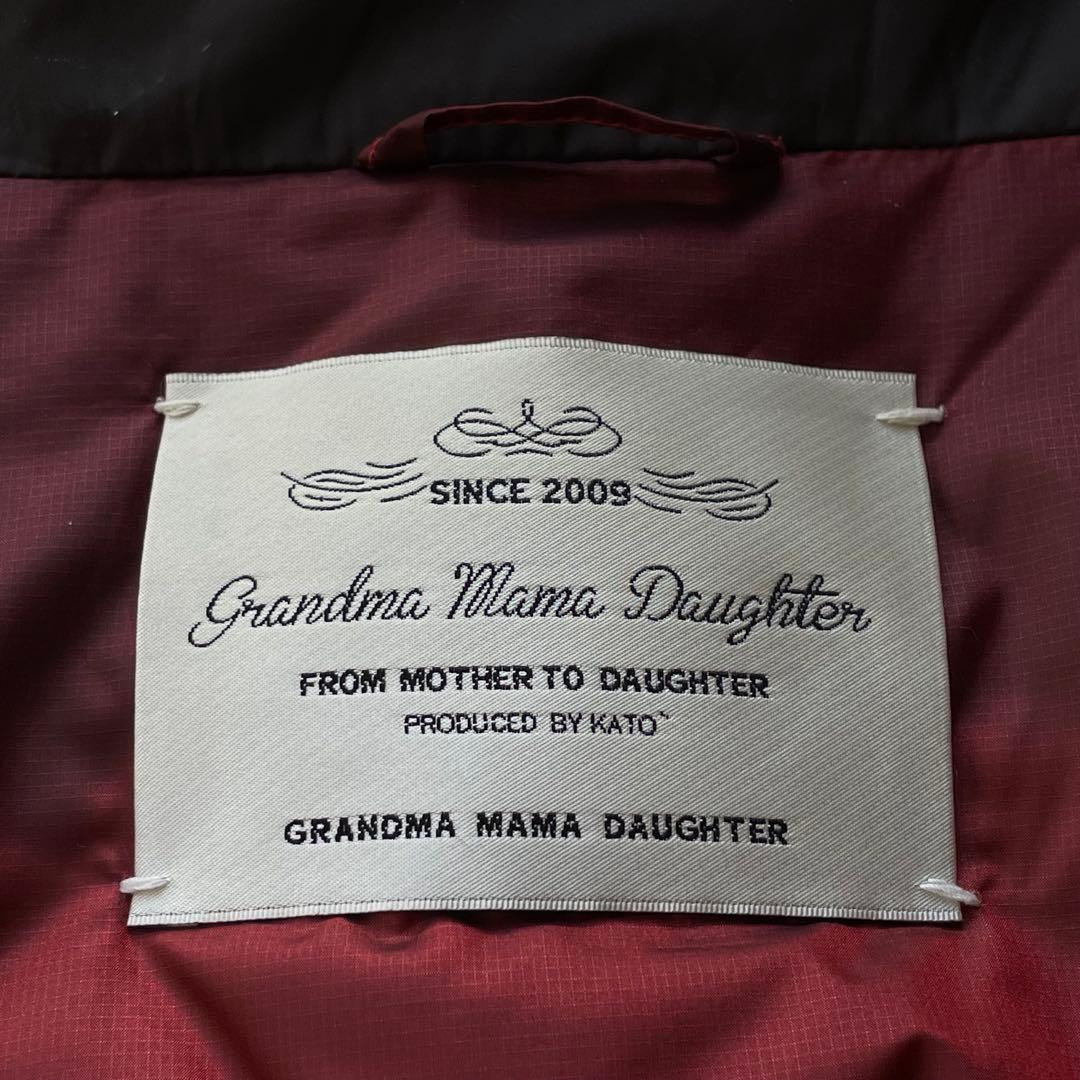 SINCE 2009
Grandma Mama Daughter
FROM MOTHER TO DAUGHTER
PRODUCED BY KATO`
GRANDMA MAMA DAUGHTER